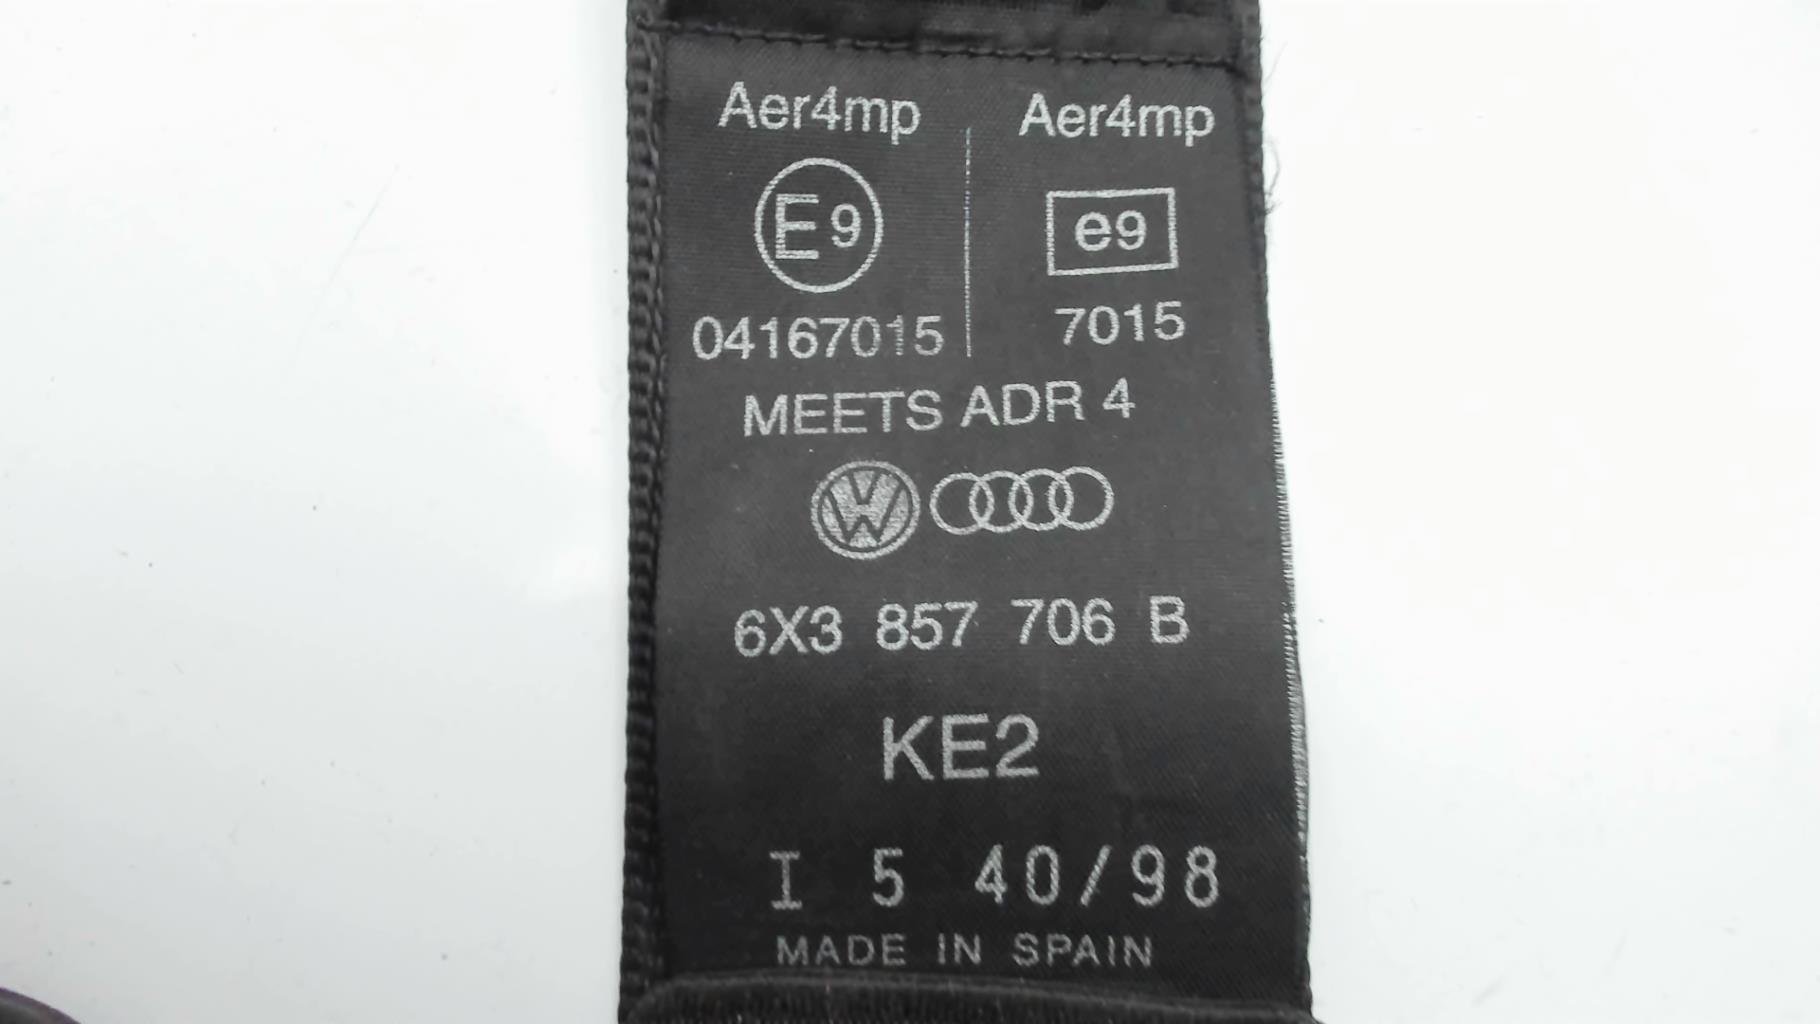 Aer4mp Aer4mp
E9 e9
04167015 7015
MEETS ADR 4
VW
6X3 857 706 B
KE2
I 5 40/98
MADE IN SPAIN